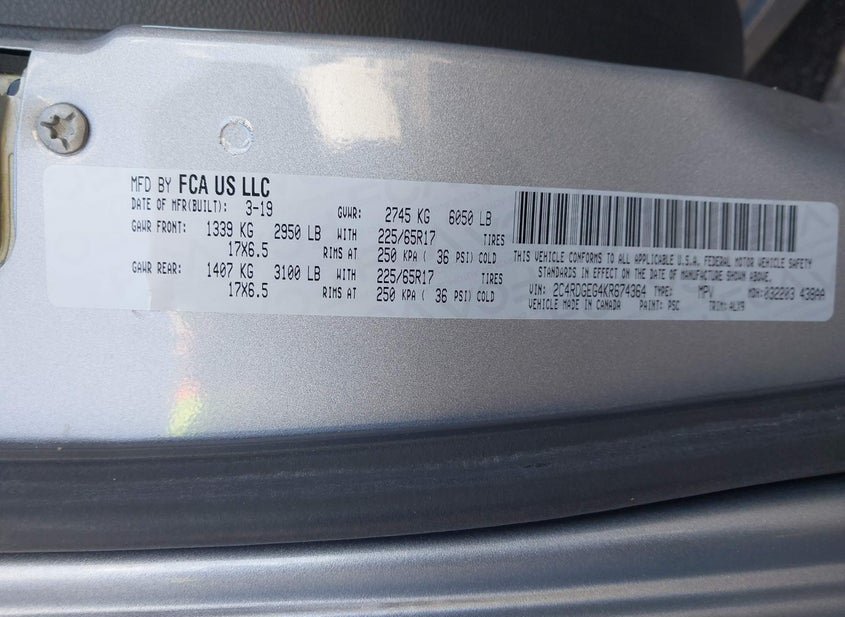 MFD BY FCA US LLC
DATE OF MFR(BUILT): 3-19 GVWR: 2745 KG 6050 LB
GAWR FRONT: 1339 KG 2950 LB WITH 225/65R17 TIRES
17X6.5 RIMS AT 250 KPA ( 36 PSI) COLD
GAWR REAR: 1407 KG 3100 LB WITH 225/65R17 TIRES
17X6.5 RIMS AT 250 KPA ( 36 PSI) COLD
THIS VEHICLE CONFORMS TO ALL APPLICABLE U.S.A. FEDERAL MOTOR VEHICLE SAFETY
STANDARDS IN EFFECT ON THE DATE OF MANUFACTURE SHOWN ABOVE.
VIN: 2C4RDGEG4KR674364 TYPE: MPV MDH:032203 438AA
VEHICLE MADE IN CANADA PAINT: PSC TRIM:ALX9